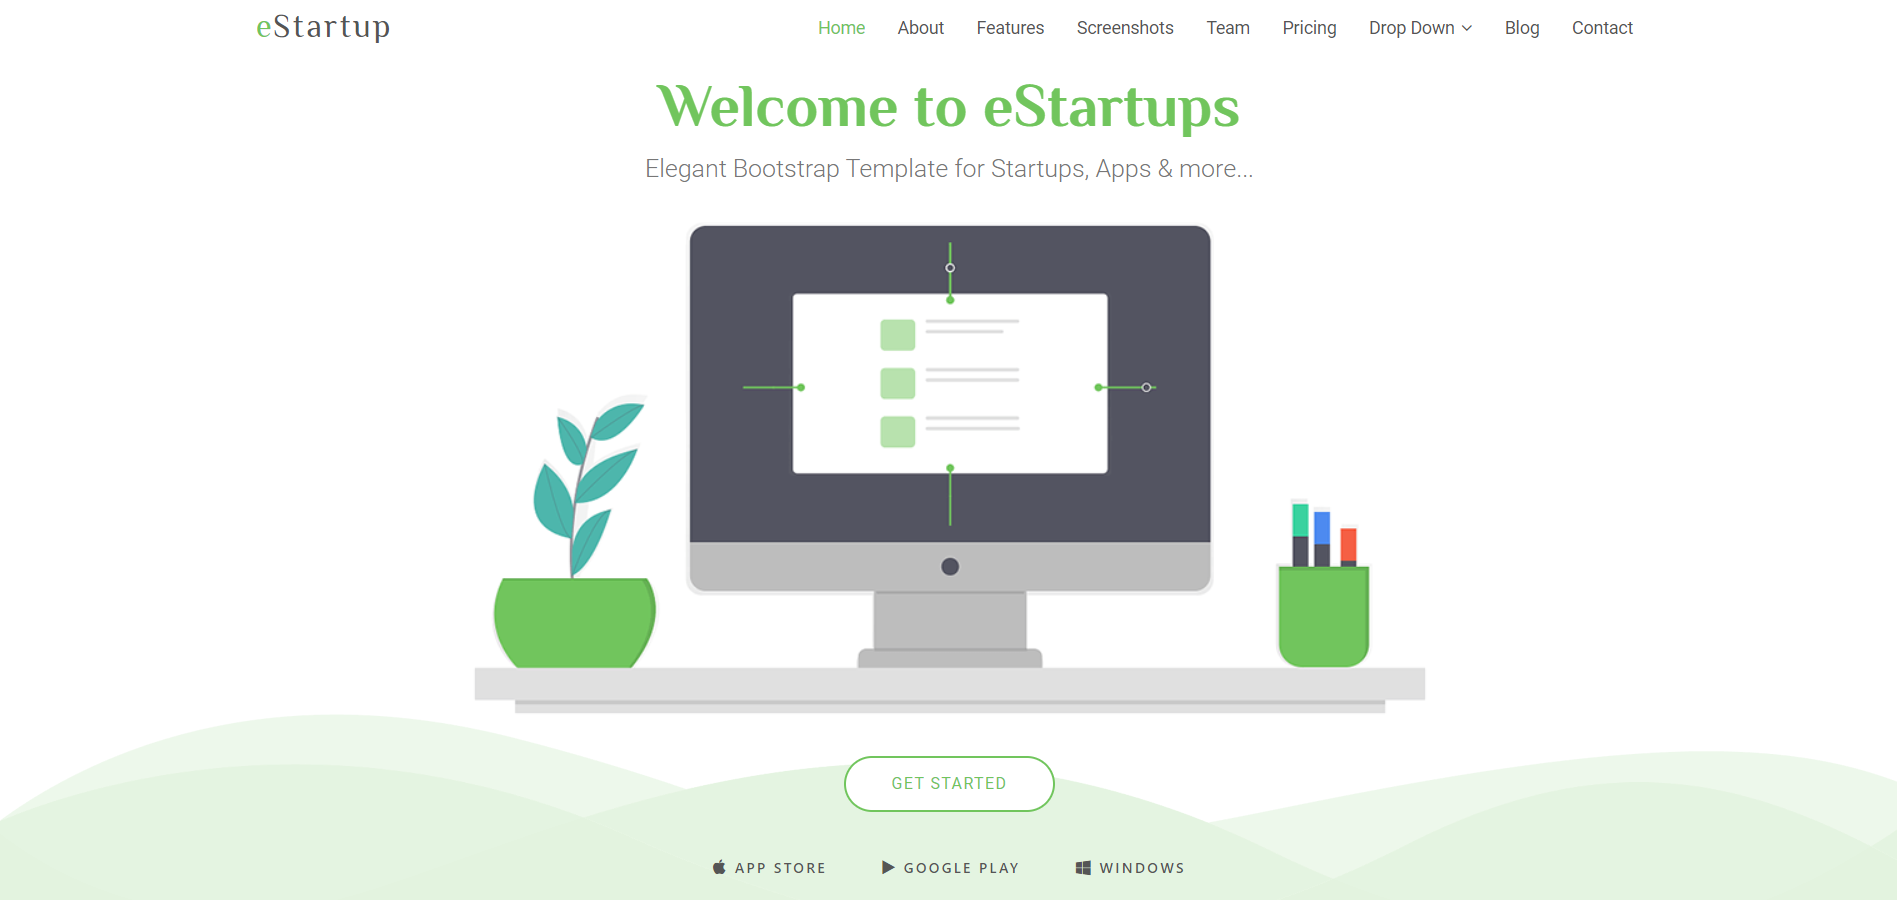 eStartup
Home About Features Screenshots Team Pricing Drop Down Blog Contact
Welcome to eStartups
Elegant Bootstrap Template for Startups, Apps & more...
GET STARTED
APP STORE GOOGLE PLAY WINDOWS